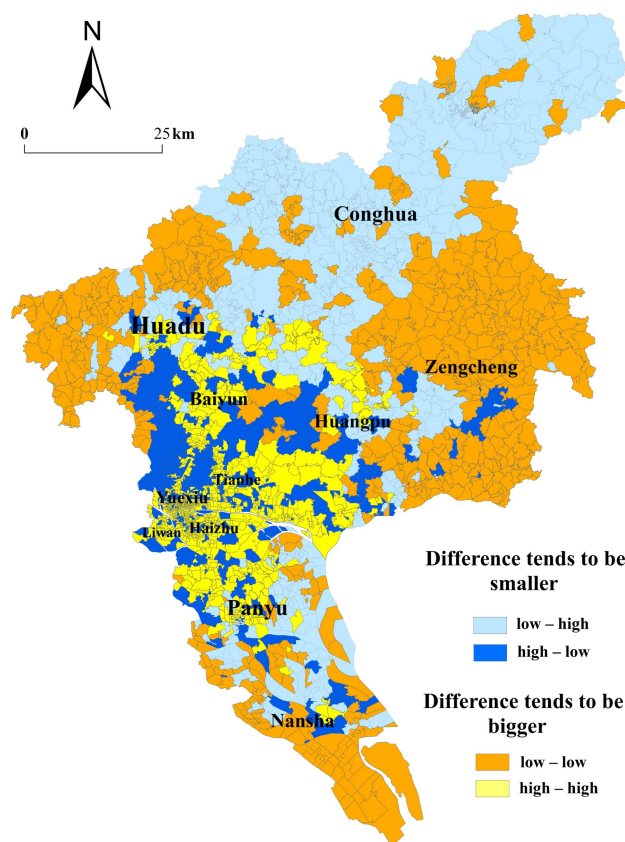 N
0 25 km
Conghua
Huadu
Zengcheng
Baiyun
Huangpu
Tianhe
Yuexiu
Liwan Haizhu
Panyu
Nansha
Difference tends to be
smaller
low – high
high – low
Difference tends to be
bigger
low – low
high – high